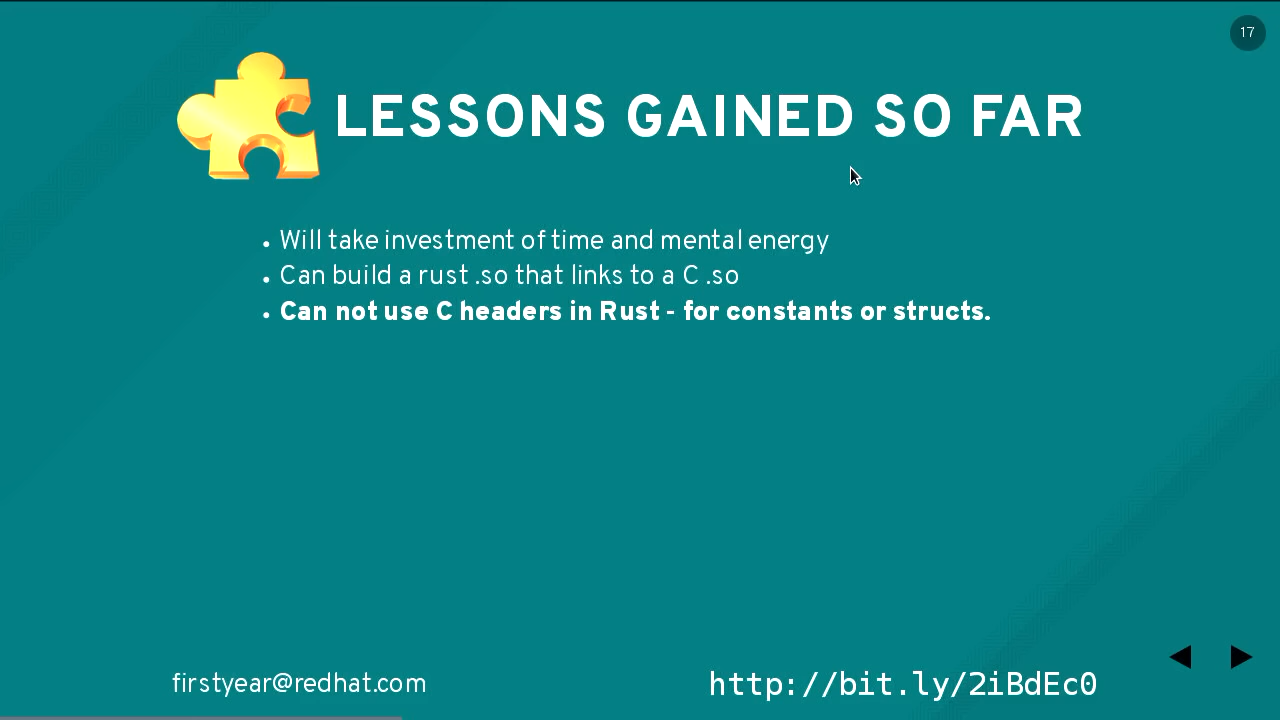 17
LESSONS GAINED SO FAR
• Will take investment of time and mental energy
• Can build a rust .so that links to a C .so
• Can not use C headers in Rust - for constants or structs.
firstyear@redhat.com
http://bit.ly/2iBdEc0